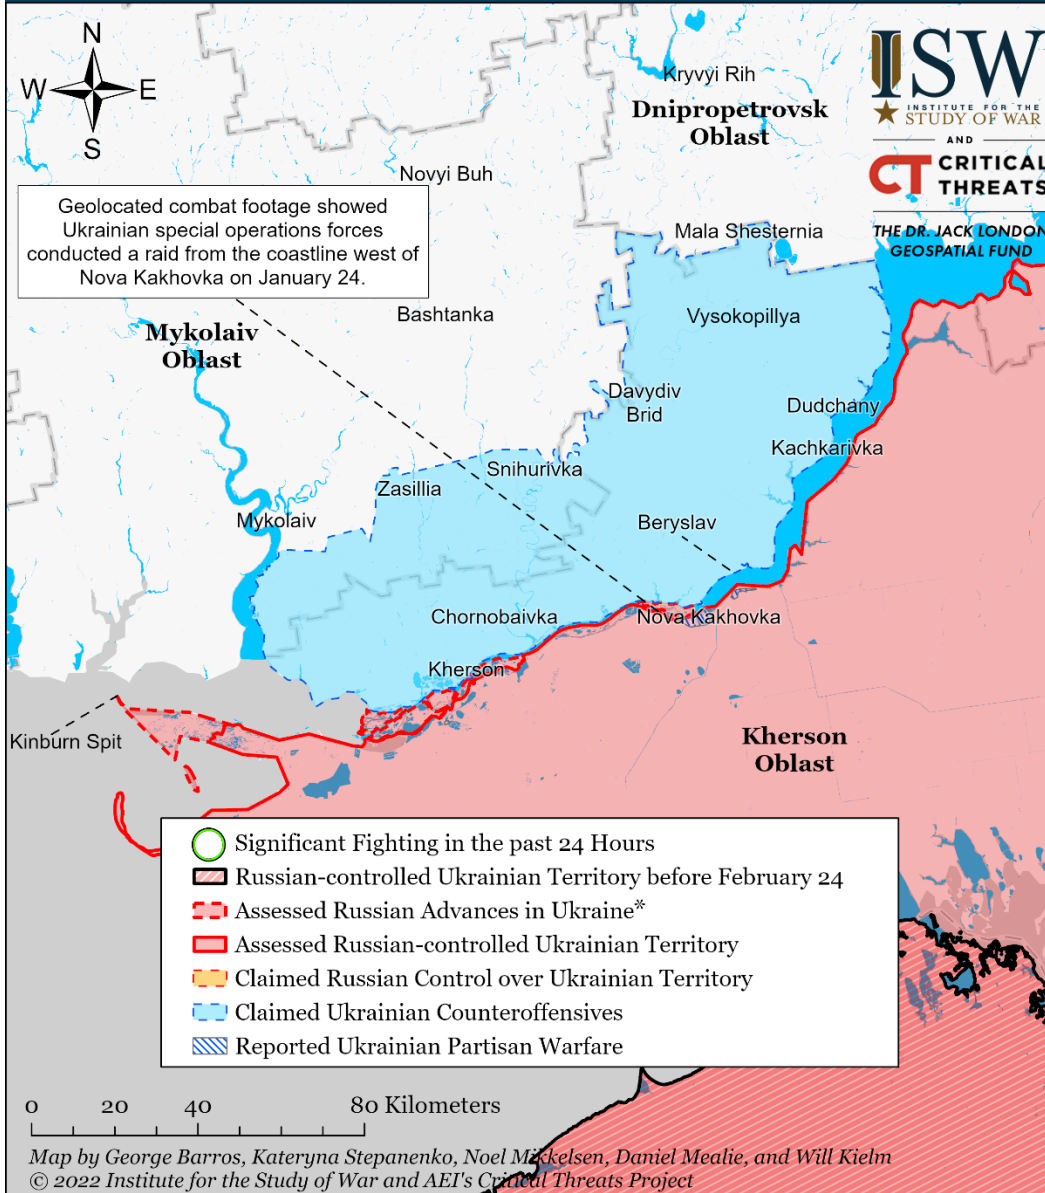 N
W E
S
Kryvyi Rih
Dnipropetrovsk
Oblast
ISW
INSTITUTE FOR THE
STUDY OF WAR
AND
CT CRITICAL
THREATS
THE DR. JACK LONDON
GEOSPATIAL FUND
Novyi Buh
Geolocated combat footage showed
Ukrainian special operations forces
conducted a raid from the coastline west of
Nova Kakhovka on January 24.
Mala Shesternia
Bashtanka
Vysokopillya
Mykolaiv
Oblast
Davydiv
Brid
Dudchany
Kachkarivka
Snihurivka
Zasillia
Mykolaiv
Beryslav
Chornobaivka
Nova Kakhovka
Kherson
Kinburn Spit
Kherson
Oblast
Significant Fighting in the past 24 Hours
Russian-controlled Ukrainian Territory before February 24
Assessed Russian Advances in Ukraine*
Assessed Russian-controlled Ukrainian Territory
Claimed Russian Control over Ukrainian Territory
Claimed Ukrainian Counteroffensives
Reported Ukrainian Partisan Warfare
0 20 40 80 Kilometers
Map by George Barros, Kateryna Stepanenko, Noel Mikkelsen, Daniel Mealie, and Will Kielm
© 2022 Institute for the Study of War and AEI's Critical Threats Project